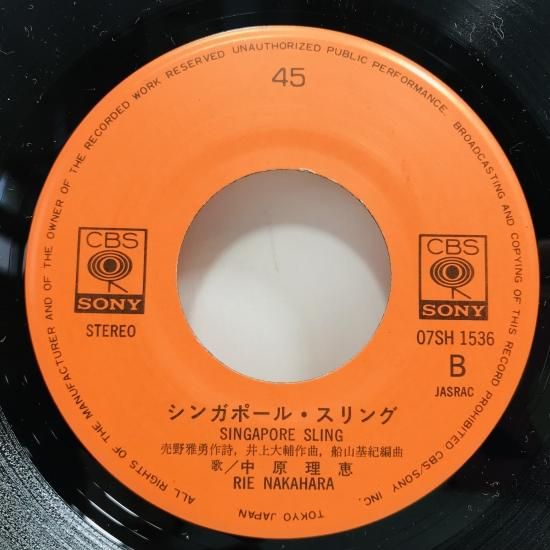 ALL RIGHTS OF THE MANUFACTURER AND OF THE OWNER OF THE RECORDED WORK RESERVED UNAUTHORIZED PUBLIC PERFORMANCE. BROADCASTING AND COPYING OF THIS RECORD PROHIBITED CBS/SONY INC.
TOKYO JAPAN
45
CBS
SONY
STEREO
CBS
SONY
07SH 1536
B
JASRAC
シンガポール・スリング
SINGAPORE SLING
売野雅勇作詩, 井上大輔作曲, 船山基紀編曲
歌／中原理恵
RIE NAKAHARA